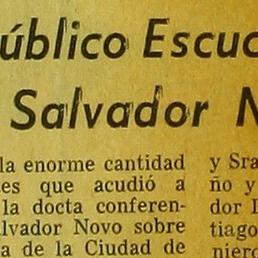 úblico Escuc
Salvador N
la enorme cantidad
es que acudió a
la docta conferen-
lvador Novo sobre
a de la Ciudad de
y Sra
ño y
dor I
tiago
nierc